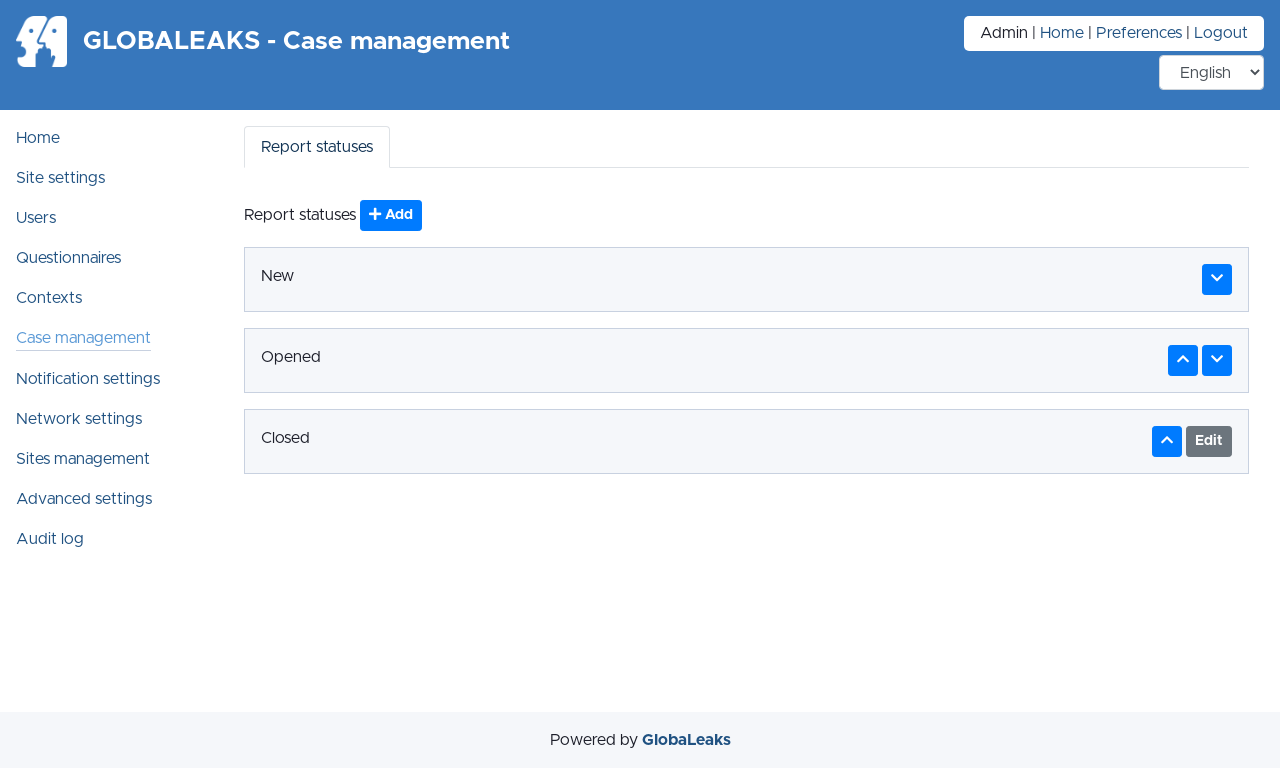 GLOBALEAKS - Case management
Admin | Home | Preferences | Logout
English
Home
Site settings
Users
Questionnaires
Contexts
Case management
Notification settings
Network settings
Sites management
Advanced settings
Audit log
Report statuses
Report statuses + Add
New
Opened
Closed
Edit
Powered by GlobaLeaks